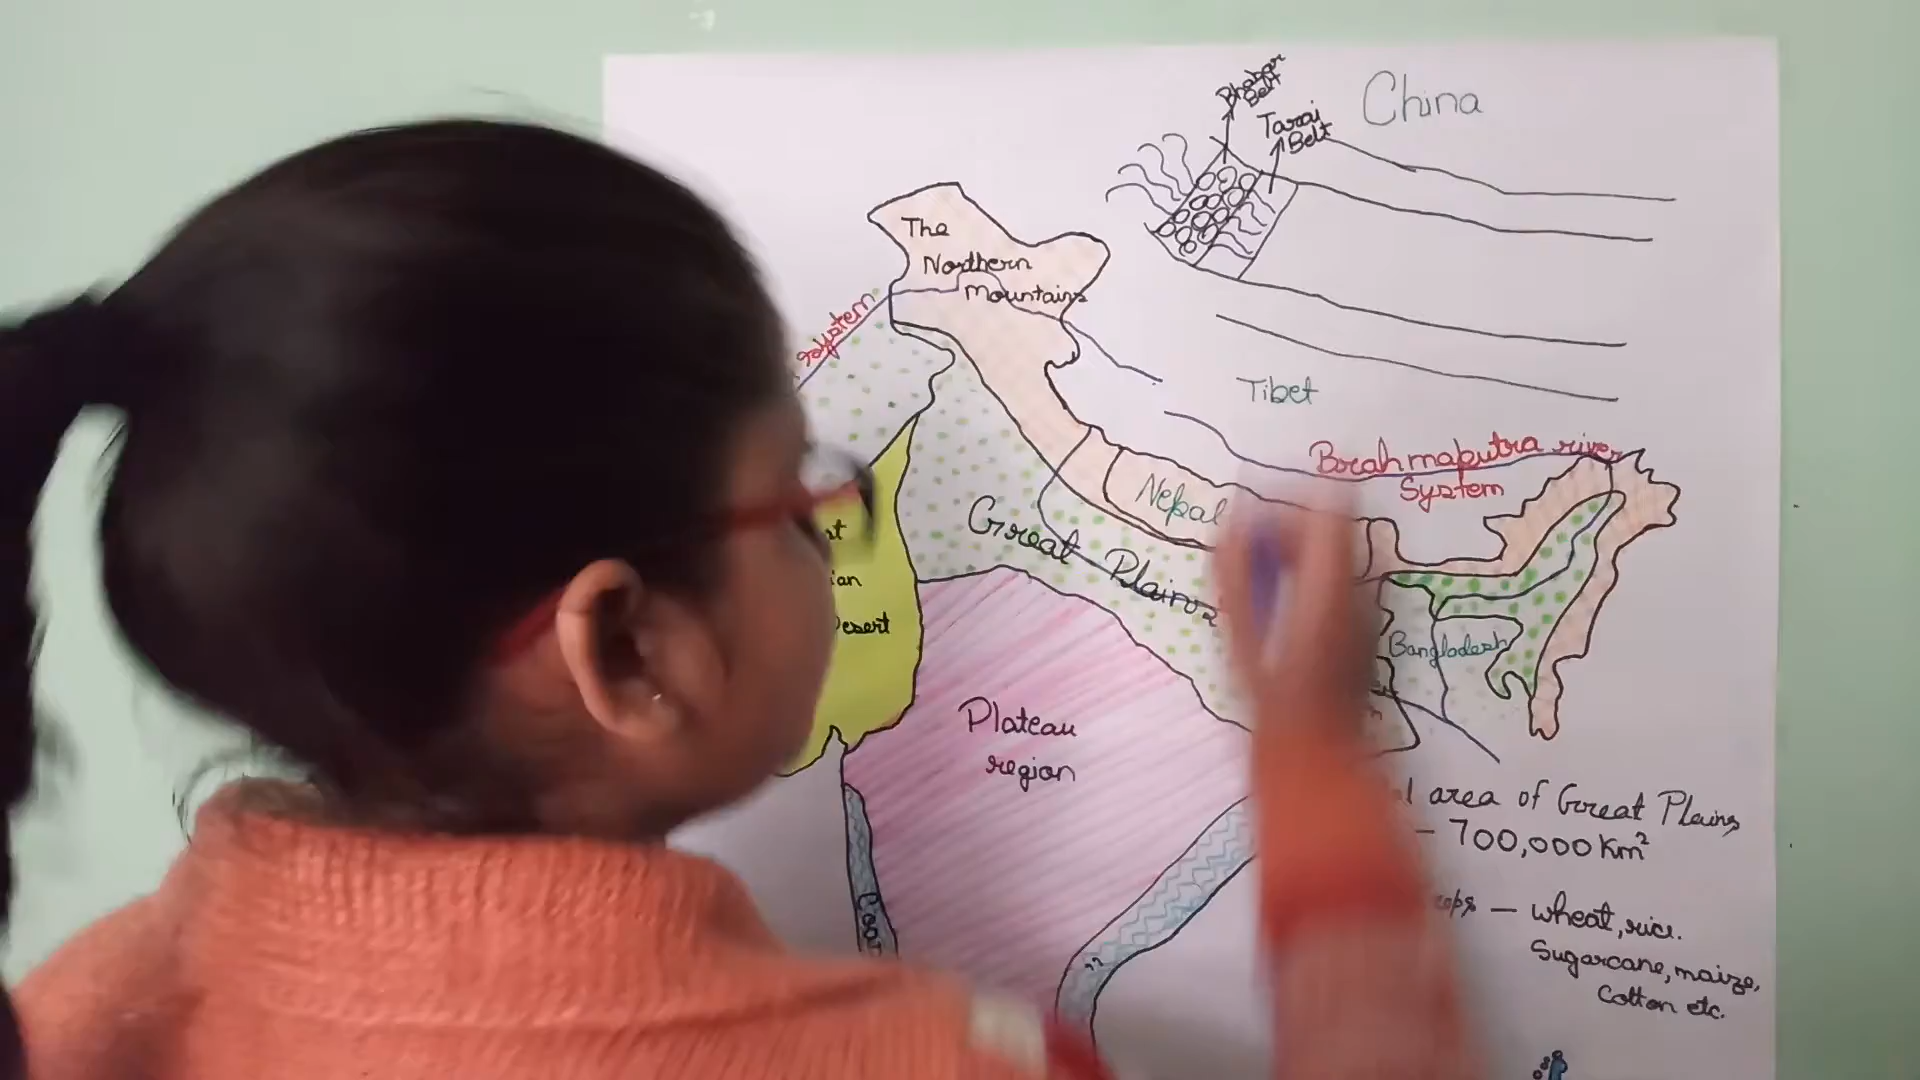 China
Bhabar
Belt
Tarai
Belt
The
Northern
Mountains
system
Tibet
Brahmaputra river
System
Nepal
Great Plains
Desert
Bangladesh
Plateau
region
area of Great Plains
— 700,000 Km²
— wheat, rice.
Sugarcane, maize,
Cotton etc.